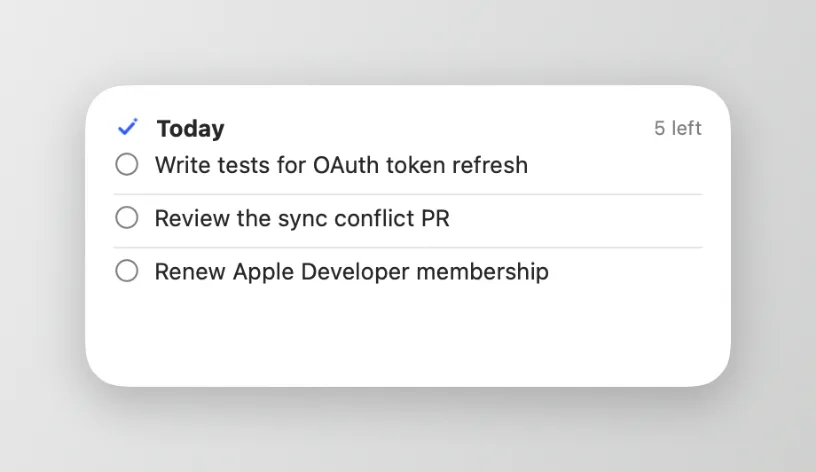 Today 5 left
Write tests for OAuth token refresh
Review the sync conflict PR
Renew Apple Developer membership